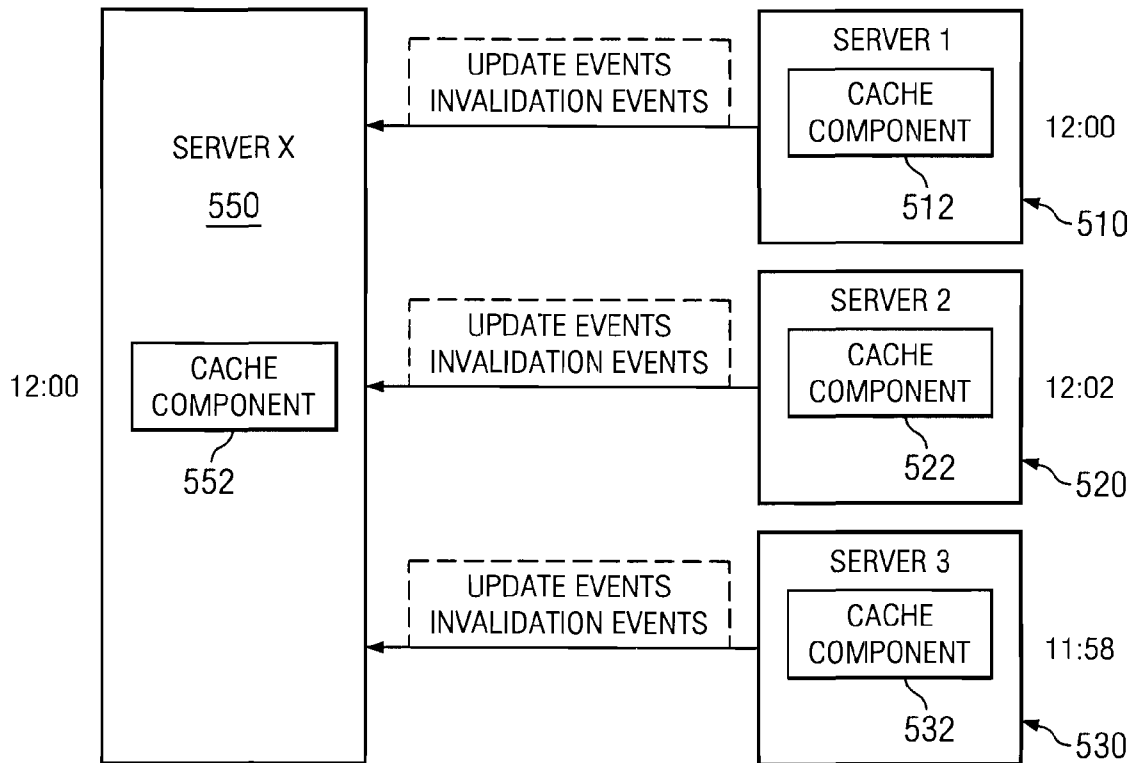 SERVER X
550
12:00
CACHE
COMPONENT
552
UPDATE EVENTS
INVALIDATION EVENTS
SERVER 1
CACHE
COMPONENT
512
12:00
510
UPDATE EVENTS
INVALIDATION EVENTS
SERVER 2
CACHE
COMPONENT
522
12:02
520
UPDATE EVENTS
INVALIDATION EVENTS
SERVER 3
CACHE
COMPONENT
532
11:58
530